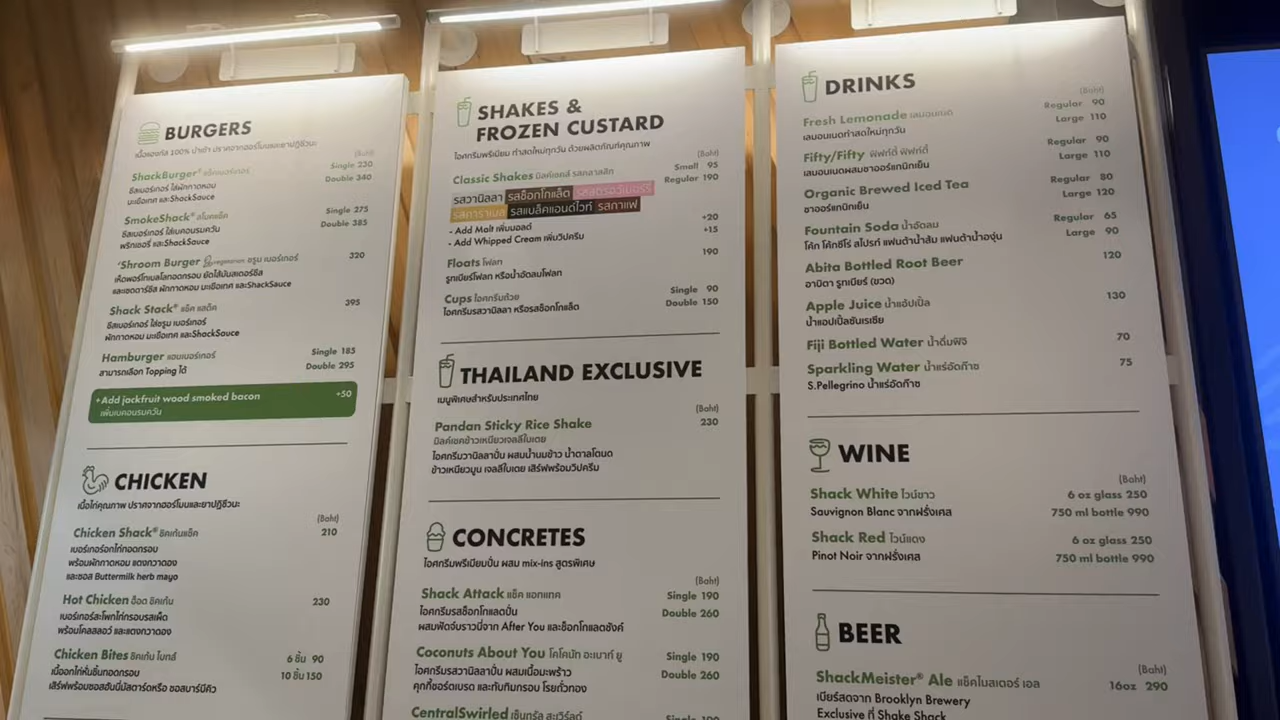 BURGERS
เนื้อแองกัส 100% ปาซ้า ปราศจากฮอร์โมนและยาปฏิชีวนะ
(Baht)
ShackBurger® แช็คเบอร์เกอร์ Single 230
ชีสเบอร์เกอร์ ใส่ผักกาดหอม Double 340
มะเขือเทศ และShackSauce
SmokeShack® สโมคแช็ค Single 275
ชีสเบอร์เกอร์ ใส่เบคอนรมควัน Double 385
พริกเชอร์รี่ และShackSauce
'Shroom Burger vegetarian ชรูม เบอร์เกอร์ 320
เห็ดพอร์โทเบลโลทอดกรอบ ยัดไส้มันสเตอร์ชีส
และเชดดาร์ชีส ผักกาดหอม มะเขือเทศ และShackSauce
Shack Stack® แช็ค แสต็ค 395
ชีสเบอร์เกอร์ ใส่ชรูม เบอร์เกอร์
ผักกาดหอม มะเขือเทศ และShackSauce
Hamburger แฮมเบอร์เกอร์ Single 185
สามารถเลือก Topping ได้ Double 295
+Add jackfruit wood smoked bacon +50
เพิ่มเบคอนรมควัน
CHICKEN
เนื้อไก่คุณภาพ ปราศจากฮอร์โมนและยาปฏิชีวนะ
(Baht)
Chicken Shack® ชิคเก้นแช็ค 210
เบอร์เกอร์อกไก่ทอดกรอบ
พร้อมผักกาดหอม แตงกวาดอง
และซอส Buttermilk herb mayo
Hot Chicken ฮ็อต ชิคเก้น 230
เบอร์เกอร์สะโพกไก่กรอบรสเผ็ด
พร้อมโคลสลอว์ และแตงกวาดอง
Chicken Bites ชิคเก้น ไบทส์ 6 ชิ้น 90
เนื้ออกไก่หั่นชิ้นทอดกรอบ 10 ชิ้น 150
เสิร์ฟพร้อมซอสฮันนี่มัสตาร์ดหรือ ซอสบาร์บีคิว
SHAKES &
FROZEN CUSTARD
ไอศกรีมพรีเมียม ทำสดใหม่ทุกวัน ด้วยผลิตภัณฑ์คุณภาพ
(Baht)
Classic Shakes มิลค์เชคส์ รสคลาสสิก Small 95
รสวานิลลา รสช็อกโกแล็ต รสสตรอว์เบอร์รี Regular 190
รสคาราเมล รสแบล็คแอนด์ไวท์ รสกาแฟ
- Add Malt เพิ่มมอลต์ +20
- Add Whipped Cream เพิ่มวิปครีม +15
Floats โฟลท 190
รูทเบียร์โฟลท หรือน้ำอัดลมโฟลท
Cups ไอศกรีมถ้วย Single 90
ไอศกรีมรสวานิลลา หรือรสช็อกโกแล็ต Double 150
THAILAND EXCLUSIVE
เมนูพิเศษสำหรับประเทศไทย
(Baht)
Pandan Sticky Rice Shake 230
มิลค์เชคข้าวเหนียวเจลลี่ใบเตย
ไอศกรีมวานิลลาปั่น ผสมน้ำนมข้าว น้ำตาลโตนด
ข้าวเหนียวมูน เจลลี่ใบเตย เสิร์ฟพร้อมวิปครีม
CONCRETES
ไอศกรีมพรีเมียมปั่น ผสม mix-ins สูตรพิเศษ
(Baht)
Shack Attack แช็ค แอทแทค Single 190
ไอศกรีมรสช็อกโกแลตปั่น Double 260
ผสมฟัดจ์บราวนี่จาก After You และช็อกโกแลตชังค์
Coconuts About You โคโคนัท อะเบาท์ ยู Single 190
ไอศกรีมรสวานิลลาปั่น ผสมเนื้อมะพร้าว Double 260
คุกกี้ชอร์ตเบรด และทับทิมกรอบ โรยถั่วทอง
CentralSwirled เซ็นทรัล สะเวิร์ลด์ Single 190
DRINKS
(Baht)
Fresh Lemonade เลมอนเนด Regular 90
เลมอนเนดทำสดใหม่ทุกวัน Large 110
Fifty/Fifty ฟิฟท์ตี้ ฟิฟท์ตี้ Regular 90
เลมอนเนดผสมชาออร์แกนิกเย็น Large 110
Organic Brewed Iced Tea Regular 80
ชาออร์แกนิกเย็น Large 120
Fountain Soda น้ำอัดลม Regular 65
โค้ก โค้กซีโร่ สไปรท์ แฟนต้าน้ำส้ม แฟนต้าน้ำองุ่น Large 90
Abita Bottled Root Beer 120
อาบิตา รูทเบียร์ (ขวด)
Apple Juice น้ำแอ้ปเปิ้ล 130
น้ำแอปเปิ้ลซันเรเซีย
Fiji Bottled Water น้ำดื่มฟิจิ 70
Sparkling Water น้ำแร่อัดก๊าซ 75
S.Pellegrino น้ำแร่อัดก๊าซ
WINE
(Baht)
Shack White ไวน์ขาว 6 oz glass 250
Sauvignon Blanc จากฝรั่งเศส 750 ml bottle 990
Shack Red ไวน์แดง 6 oz glass 250
Pinot Noir จากฝรั่งเศส 750 ml bottle 990
BEER
(Baht)
ShackMeister® Ale แช็คไมสเตอร์ เอล 16oz 290
เบียร์สดจาก Brooklyn Brewery
Exclusive ที่ Shake Shack